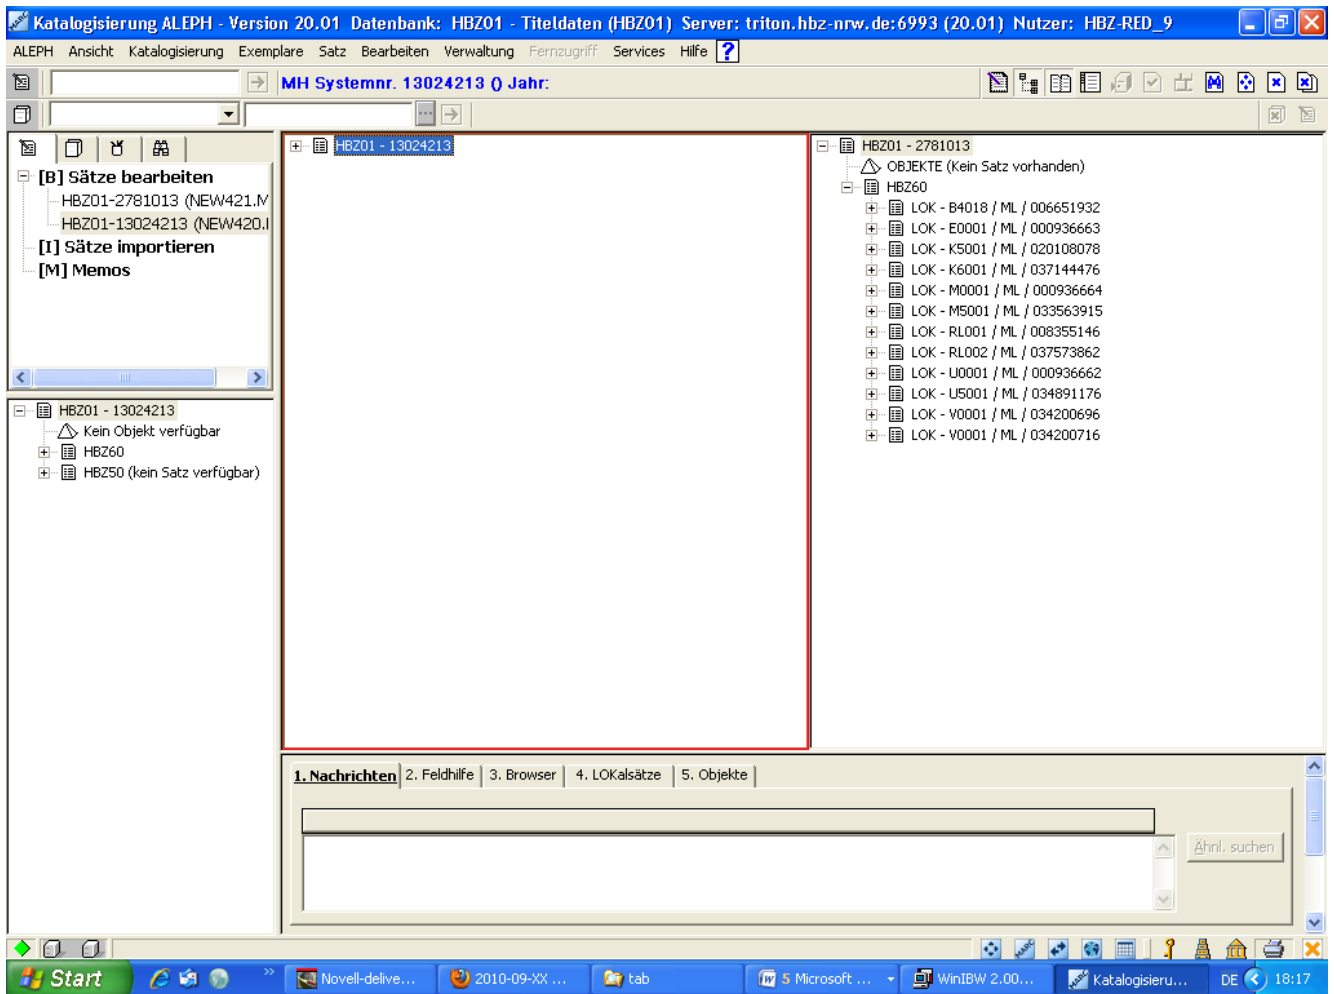 Katalogisierung ALEPH - Version 20.01 Datenbank: HBZ01 - Titeldaten (HBZ01) Server: triton.hbz-nrw.de:6993 (20.01) Nutzer: HBZ-RED_9
ALEPH Ansicht Katalogisierung Exemplare Satz Bearbeiten Verwaltung Fernzugriff Services Hilfe ?
MH Systemnr. 13024213 () Jahr:
[B] Sätze bearbeiten
HBZ01-2781013 (NEW421.M
HBZ01-13024213 (NEW420.
[I] Sätze importieren
[M] Memos
HBZ01 - 13024213
Kein Objekt verfügbar
HBZ60
HBZ50 (kein Satz verfügbar)
HBZ01 - 13024213
HBZ01 - 2781013
OBJEKTE (Kein Satz vorhanden)
HBZ60
LOK - B4018 / ML / 006651932
LOK - E0001 / ML / 000936663
LOK - K5001 / ML / 020108078
LOK - K6001 / ML / 037144476
LOK - M0001 / ML / 000936664
LOK - M5001 / ML / 033563915
LOK - RL001 / ML / 008355146
LOK - RL002 / ML / 037573862
LOK - U0001 / ML / 000936662
LOK - U5001 / ML / 034891176
LOK - V0001 / ML / 034200696
LOK - V0001 / ML / 034200716
1. Nachrichten 2. Feldhilfe 3. Browser 4. LOKalsätze 5. Objekte
Ähnl. suchen
Start Novell-delive... 2010-09-XX ... tab 5 Microsoft ... WinIBW 2.00... Katalogisieru... DE 18:17